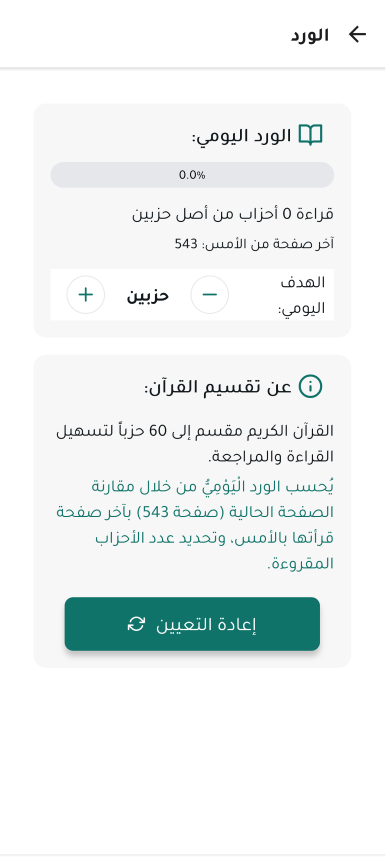 الورد
الورد اليومي:
0.0%
قراءة 0 أحزاب من أصل حزبين
آخر صفحة من الأمس: 543
الهدف
اليومي:
حزبين
عن تقسيم القرآن:
القرآن الكريم مقسم إلى 60 حزباً لتسهيل
القراءة والمراجعة.
يُحسب الورد الْيَوْمِيُّ من خلال مقارنة
الصفحة الحالية (صفحة 543) بآخر صفحة
قرأتها بالأمس، وتحديد عدد الأحزاب
المقروءة.
إعادة التعيين